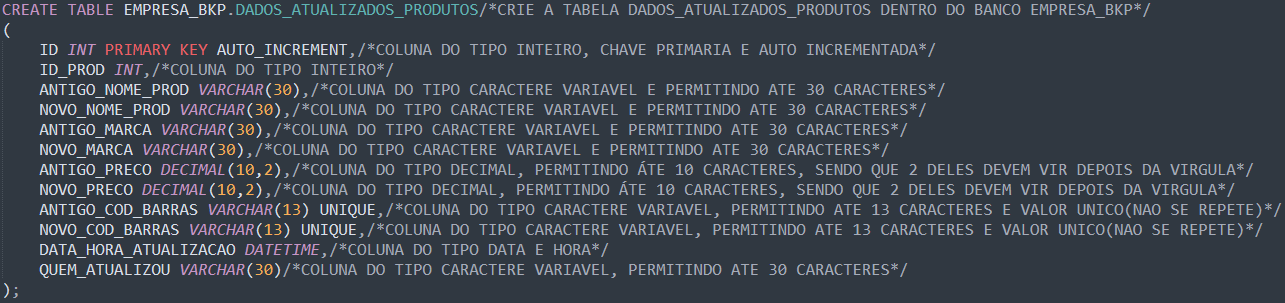 CREATE TABLE EMPRESA_BKP.DADOS_ATUALIZADOS_PRODUTOS/*CRIE A TABELA DADOS_ATUALIZADOS_PRODUTOS DENTRO DO BANCO EMPRESA_BKP*/
(
ID INT PRIMARY KEY AUTO_INCREMENT,/*COLUNA DO TIPO INTEIRO, CHAVE PRIMARIA E AUTO INCREMENTADA*/
ID_PROD INT,/*COLUNA DO TIPO INTEIRO*/
ANTIGO_NOME_PROD VARCHAR(30),/*COLUNA DO TIPO CARACTERE VARIAVEL E PERMITINDO ATE 30 CARACTERES*/
NOVO_NOME_PROD VARCHAR(30),/*COLUNA DO TIPO CARACTERE VARIAVEL E PERMITINDO ATE 30 CARACTERES*/
ANTIGO_MARCA VARCHAR(30),/*COLUNA DO TIPO CARACTERE VARIAVEL E PERMITINDO ATE 30 CARACTERES*/
NOVO_MARCA VARCHAR(30),/*COLUNA DO TIPO CARACTERE VARIAVEL E PERMITINDO ATE 30 CARACTERES*/
ANTIGO_PRECO DECIMAL(10,2),/*COLUNA DO TIPO DECIMAL, PERMITINDO ÁTE 10 CARACTERES, SENDO QUE 2 DELES DEVEM VIR DEPOIS DA VIRGULA*/
NOVO_PRECO DECIMAL(10,2),/*COLUNA DO TIPO DECIMAL, PERMITINDO ÁTE 10 CARACTERES, SENDO QUE 2 DELES DEVEM VIR DEPOIS DA VIRGULA*/
ANTIGO_COD_BARRAS VARCHAR(13) UNIQUE,/*COLUNA DO TIPO CARACTERE VARIAVEL, PERMITINDO ATE 13 CARACTERES E VALOR UNICO(NAO SE REPETE)*/
NOVO_COD_BARRAS VARCHAR(13) UNIQUE,/*COLUNA DO TIPO CARACTERE VARIAVEL, PERMITINDO ATE 13 CARACTERES E VALOR UNICO(NAO SE REPETE)*/
DATA_HORA_ATUALIZACAO DATETIME,/*COLUNA DO TIPO DATA E HORA*/
QUEM_ATUALIZOU VARCHAR(30)/*COLUNA DO TIPO CARACTERE VARIAVEL, PERMITINDO ATE 30 CARACTERES*/
);